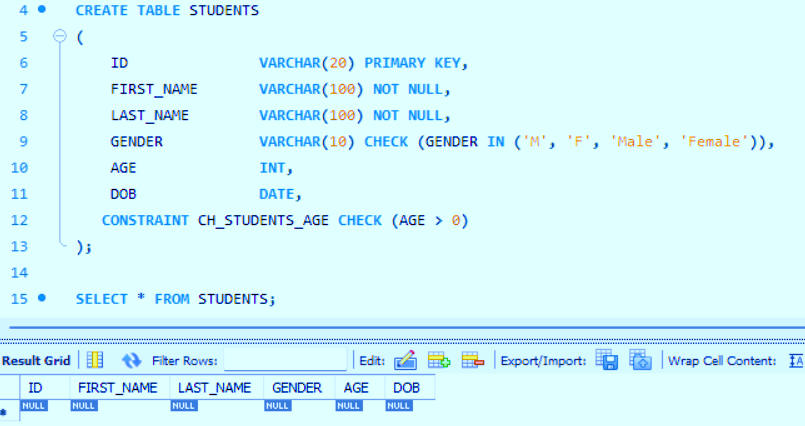 4 CREATE TABLE STUDENTS
5 (
6 ID VARCHAR(20) PRIMARY KEY,
7 FIRST_NAME VARCHAR(100) NOT NULL,
8 LAST_NAME VARCHAR(100) NOT NULL,
9 GENDER VARCHAR(10) CHECK (GENDER IN ('M', 'F', 'Male', 'Female')),
10 AGE INT,
11 DOB DATE,
12 CONSTRAINT CH_STUDENTS_AGE CHECK (AGE > 0)
13 );
14
15 SELECT * FROM STUDENTS;
Result Grid Filter Rows: Edit: Export/Import: Wrap Cell Content: IA
ID FIRST_NAME LAST_NAME GENDER AGE DOB
* NULL NULL NULL NULL NULL NULL